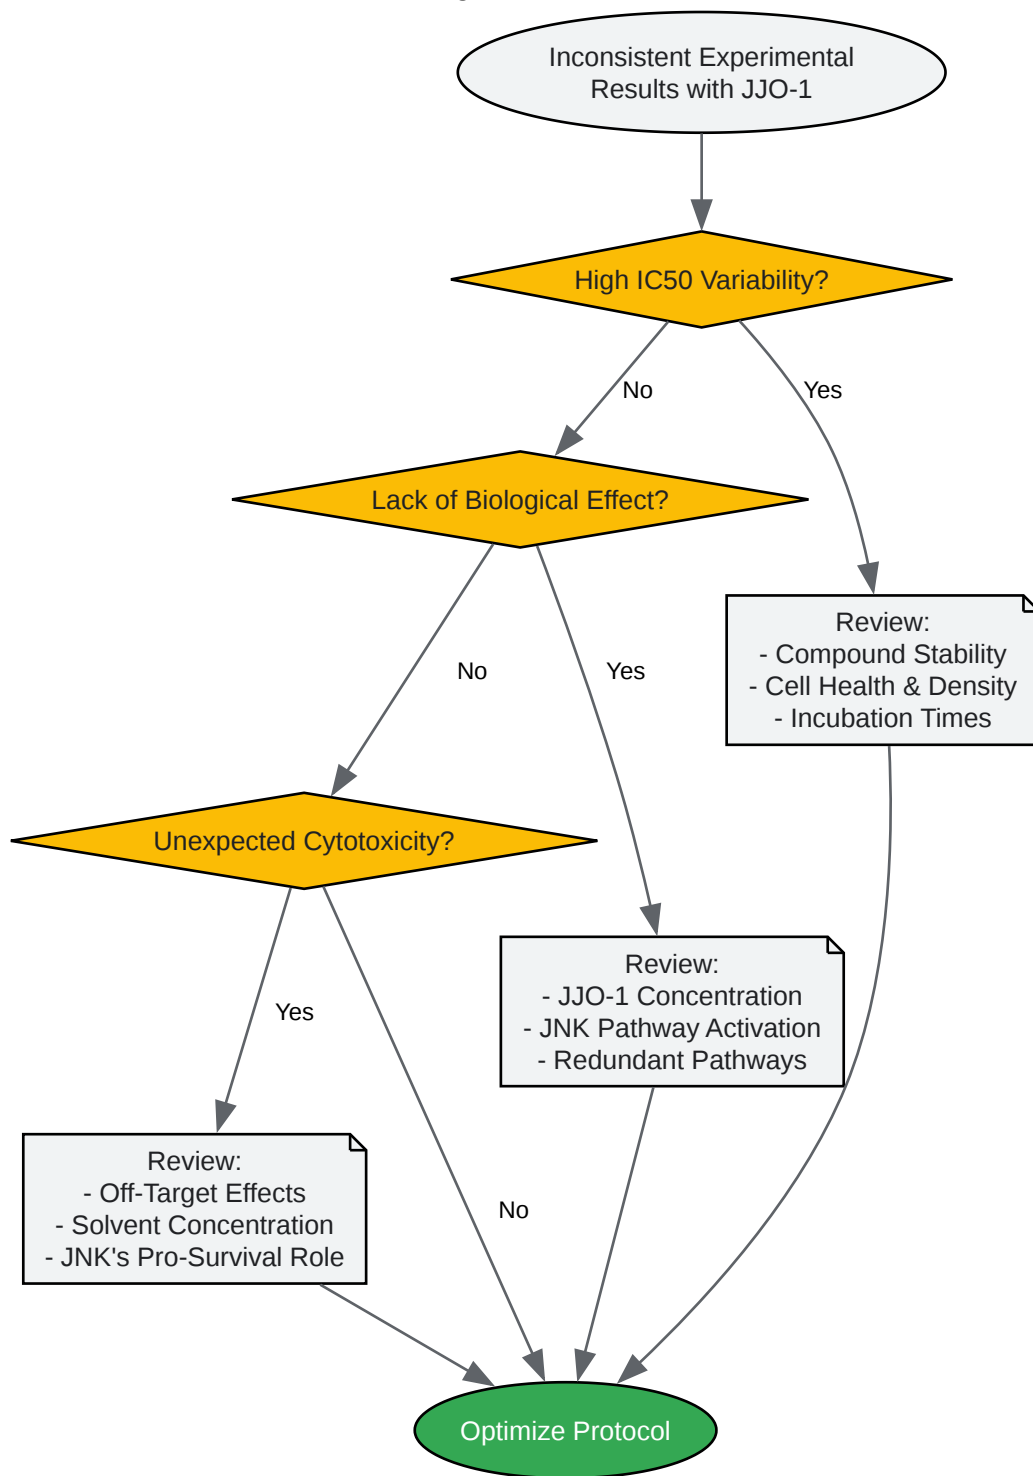 Inconsistent Experimental
Results with JJO-1
High IC50 Variability?
No
Yes
Lack of Biological Effect?
No
Yes
Review:
- Compound Stability
- Cell Health & Density
- Incubation Times
Unexpected Cytotoxicity?
Yes
No
Review:
- JJO-1 Concentration
- JNK Pathway Activation
- Redundant Pathways
Review:
- Off-Target Effects
- Solvent Concentration
- JNK's Pro-Survival Role
Optimize Protocol